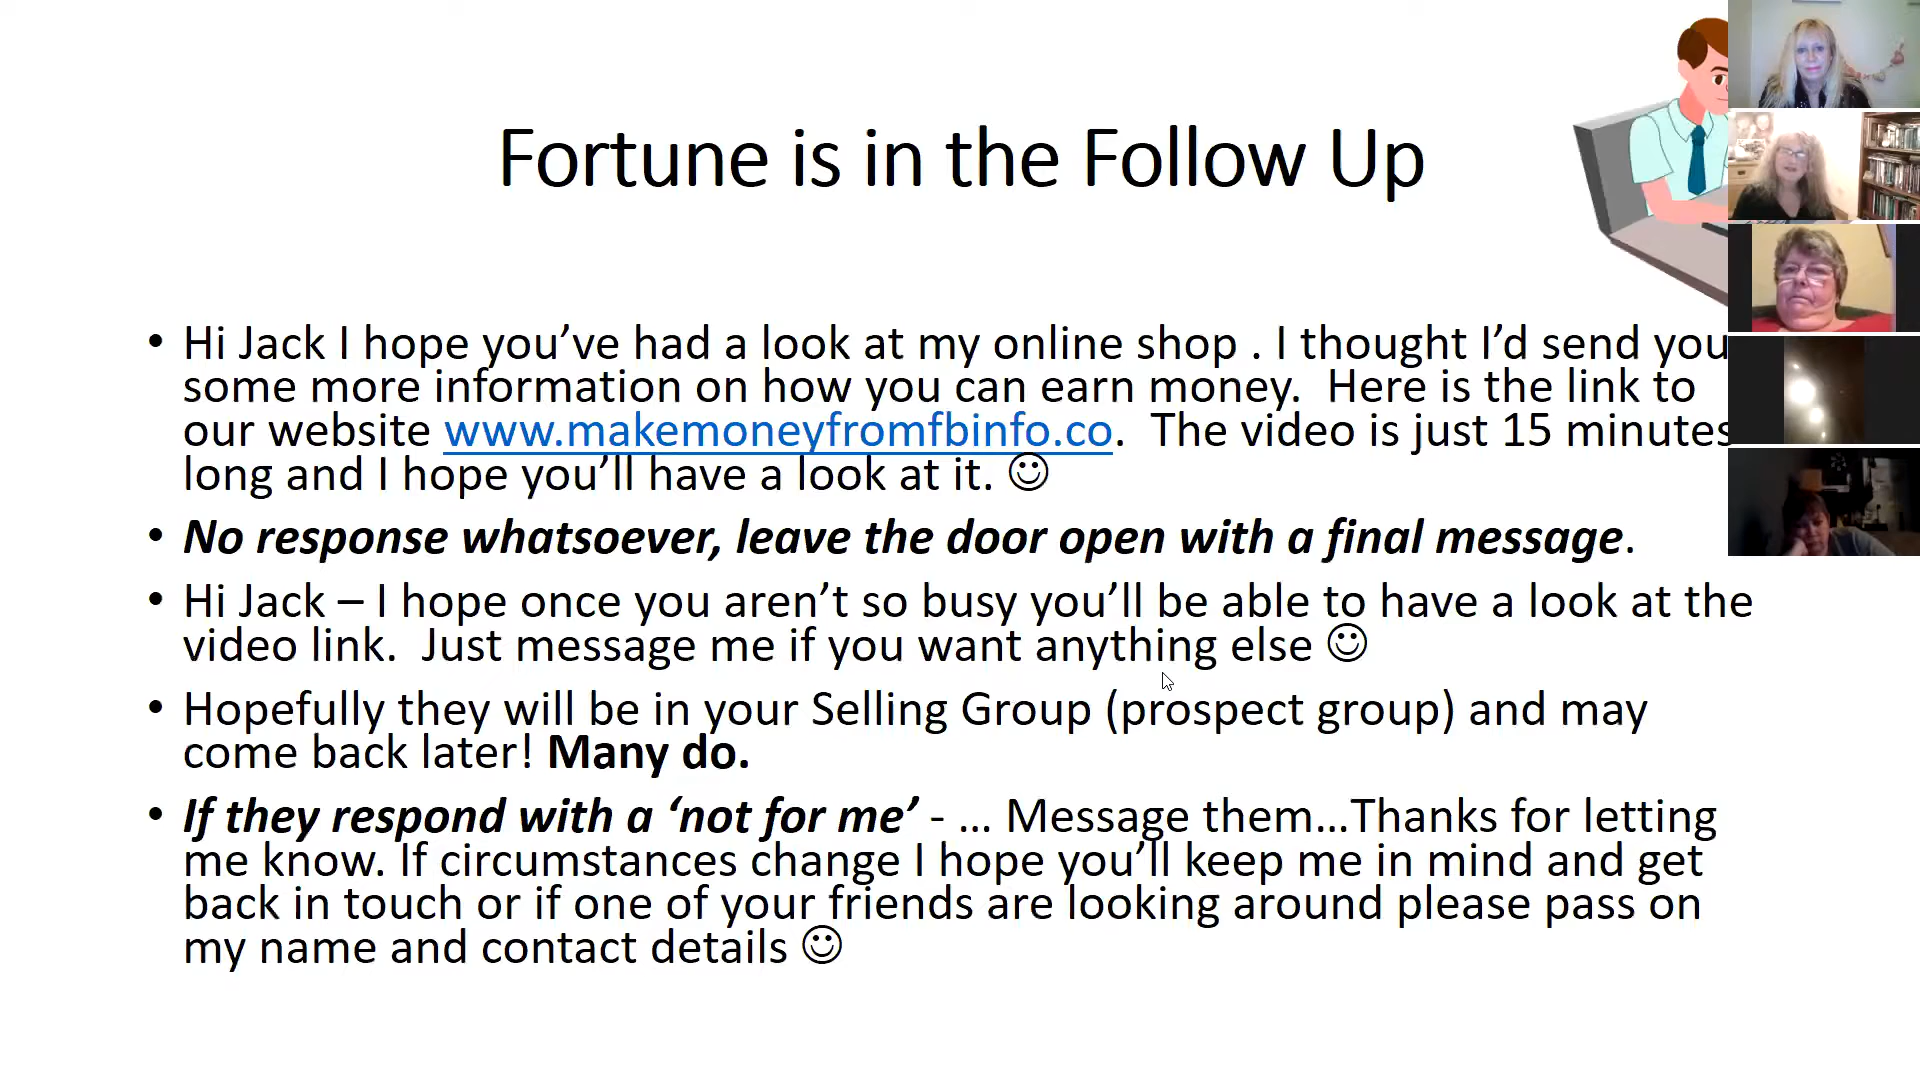 Fortune is in the Follow Up
• Hi Jack I hope you’ve had a look at my online shop . I thought I’d send you
some more information on how you can earn money.  Here is the link to
our website www.makemoneyfromfbinfo.co.  The video is just 15 minutes
long and I hope you’ll have a look at it. ☺
• No response whatsoever, leave the door open with a final message.
• Hi Jack – I hope once you aren’t so busy you’ll be able to have a look at the
video link.  Just message me if you want anything else ☺
• Hopefully they will be in your Selling Group (prospect group) and may
come back later! Many do.
• If they respond with a ‘not for me’ - … Message them…Thanks for letting
me know. If circumstances change I hope you’ll keep me in mind and get
back in touch or if one of your friends are looking around please pass on
my name and contact details ☺